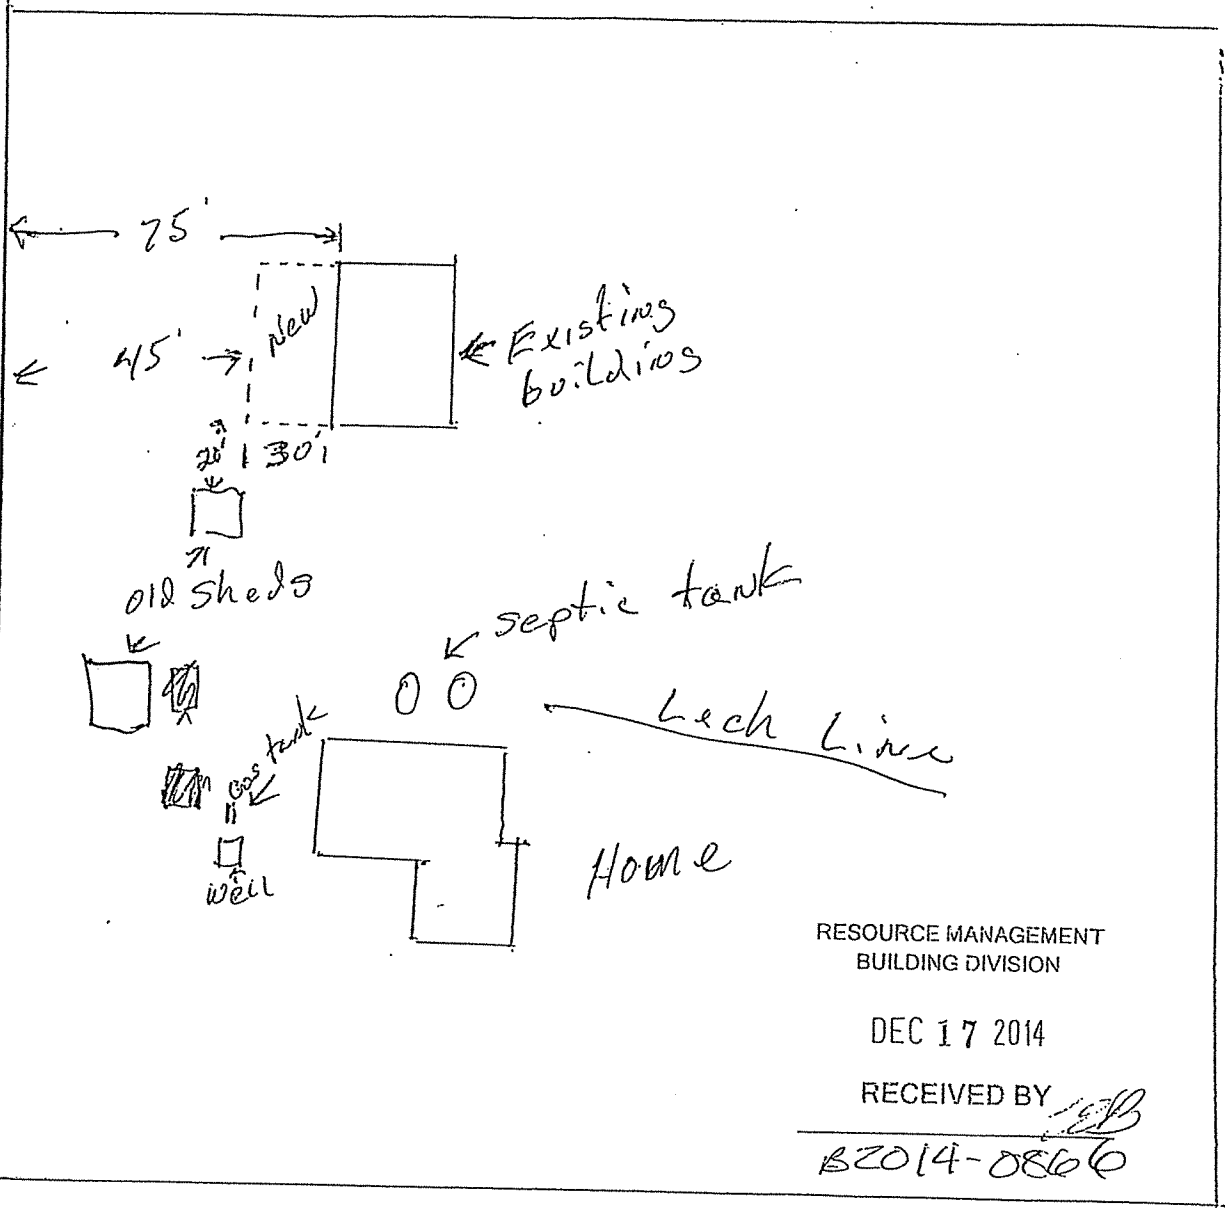 75'
New
45'
Existing
building
20'
30'
old sheds
septic tank
Lech Line
Gas tank
well
Home
RESOURCE MANAGEMENT
BUILDING DIVISION
DEC 17 2014
RECEIVED BY
B2014-0866